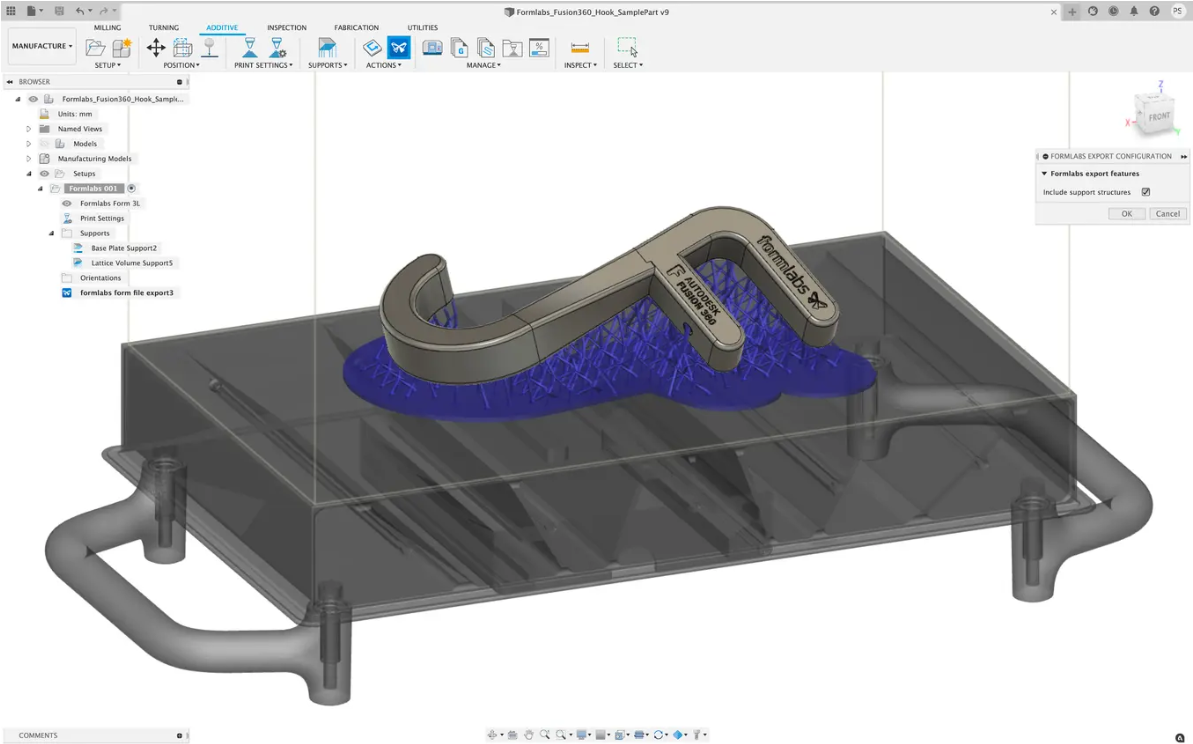 Formlabs_Fusion360_Hook_SamplePart v9
PS
MILLING TURNING ADDITIVE INSPECTION FABRICATION UTILITIES
MANUFACTURE
SETUP POSITION PRINT SETTINGS SUPPORTS ACTIONS MANAGE INSPECT SELECT
BROWSER
Formlabs_Fusion360_Hook_Sampl...
Units: mm
Named Views
Models
Manufacturing Models
Setups
Formlabs 001
Formlabs Form 3L
Print Settings
Supports
Base Plate Support2
Lattice Volume Support5
Orientations
formlabs form file export3
Z
FRONT
X
Y
FORMLABS EXPORT CONFIGURATION
Formlabs export features
Include support structures
OK Cancel
formlabs
AUTODESK
FUSION 360
COMMENTS